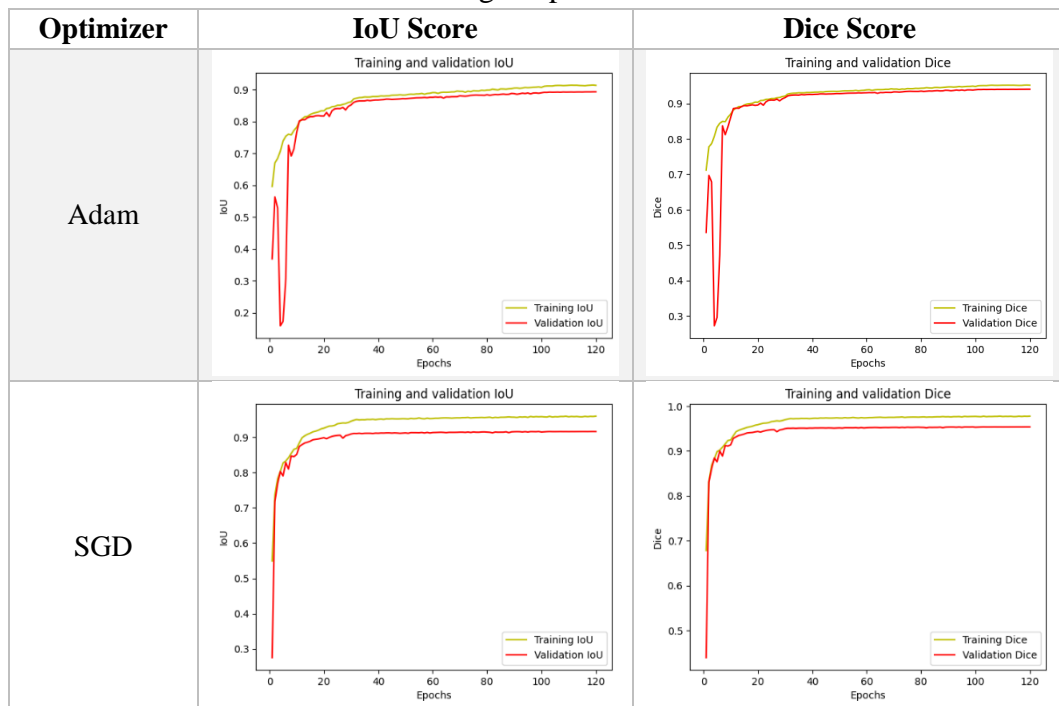 Optimizer IoU Score Dice Score
Adam
Training and validation IoU
0.9
0.8
0.7
0.6
0.5
0.4
0.3
0.2
IoU
0 20 40 60 80 100 120
Epochs
Training IoU
Validation IoU
Training and validation Dice
0.9
0.8
0.7
0.6
0.5
0.4
0.3
Dice
0 20 40 60 80 100 120
Epochs
Training Dice
Validation Dice
SGD
Training and validation IoU
0.9
0.8
0.7
0.6
0.5
0.4
0.3
IoU
0 20 40 60 80 100 120
Epochs
Training IoU
Validation IoU
Training and validation Dice
1.0
0.9
0.8
0.7
0.6
0.5
Dice
0 20 40 60 80 100 120
Epochs
Training Dice
Validation Dice